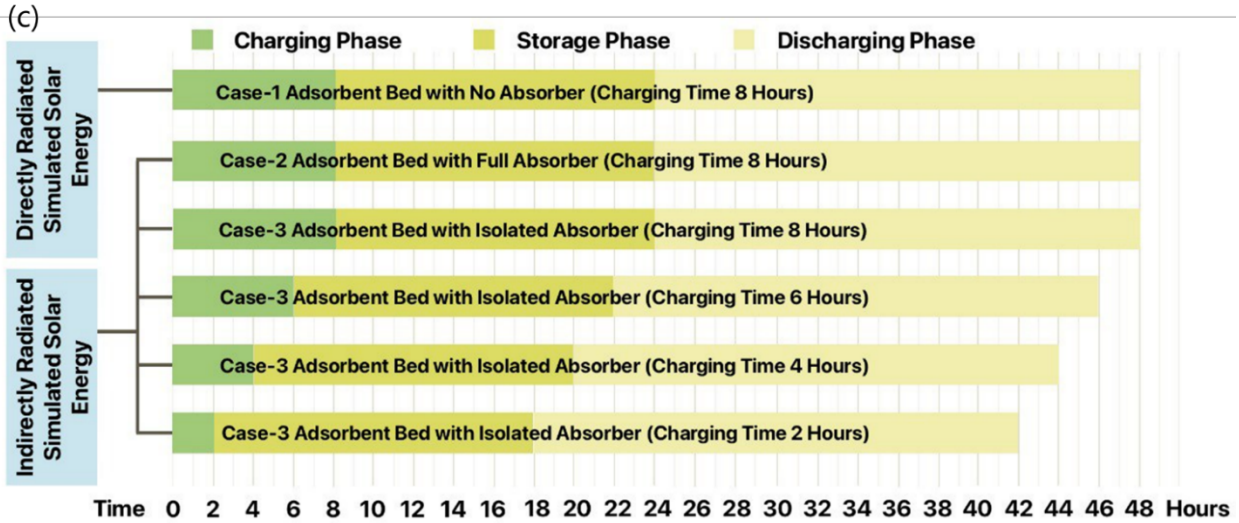 (c)
Charging Phase
Storage Phase
Discharging Phase
Directly Radiated
Simulated Solar
Energy
Case-1 Adsorbent Bed with No Absorber (Charging Time 8 Hours)
Case-2 Adsorbent Bed with Full Absorber (Charging Time 8 Hours)
Case-3 Adsorbent Bed with Isolated Absorber (Charging Time 8 Hours)
Indirectly Radiated
Simulated Solar
Energy
Case-3 Adsorbent Bed with Isolated Absorber (Charging Time 6 Hours)
Case-3 Adsorbent Bed with Isolated Absorber (Charging Time 4 Hours)
Case-3 Adsorbent Bed with Isolated Absorber (Charging Time 2 Hours)
Time 0 2 4 6 8 10 12 14 16 18 20 22 24 26 28 30 32 34 36 38 40 42 44 46 48 Hours